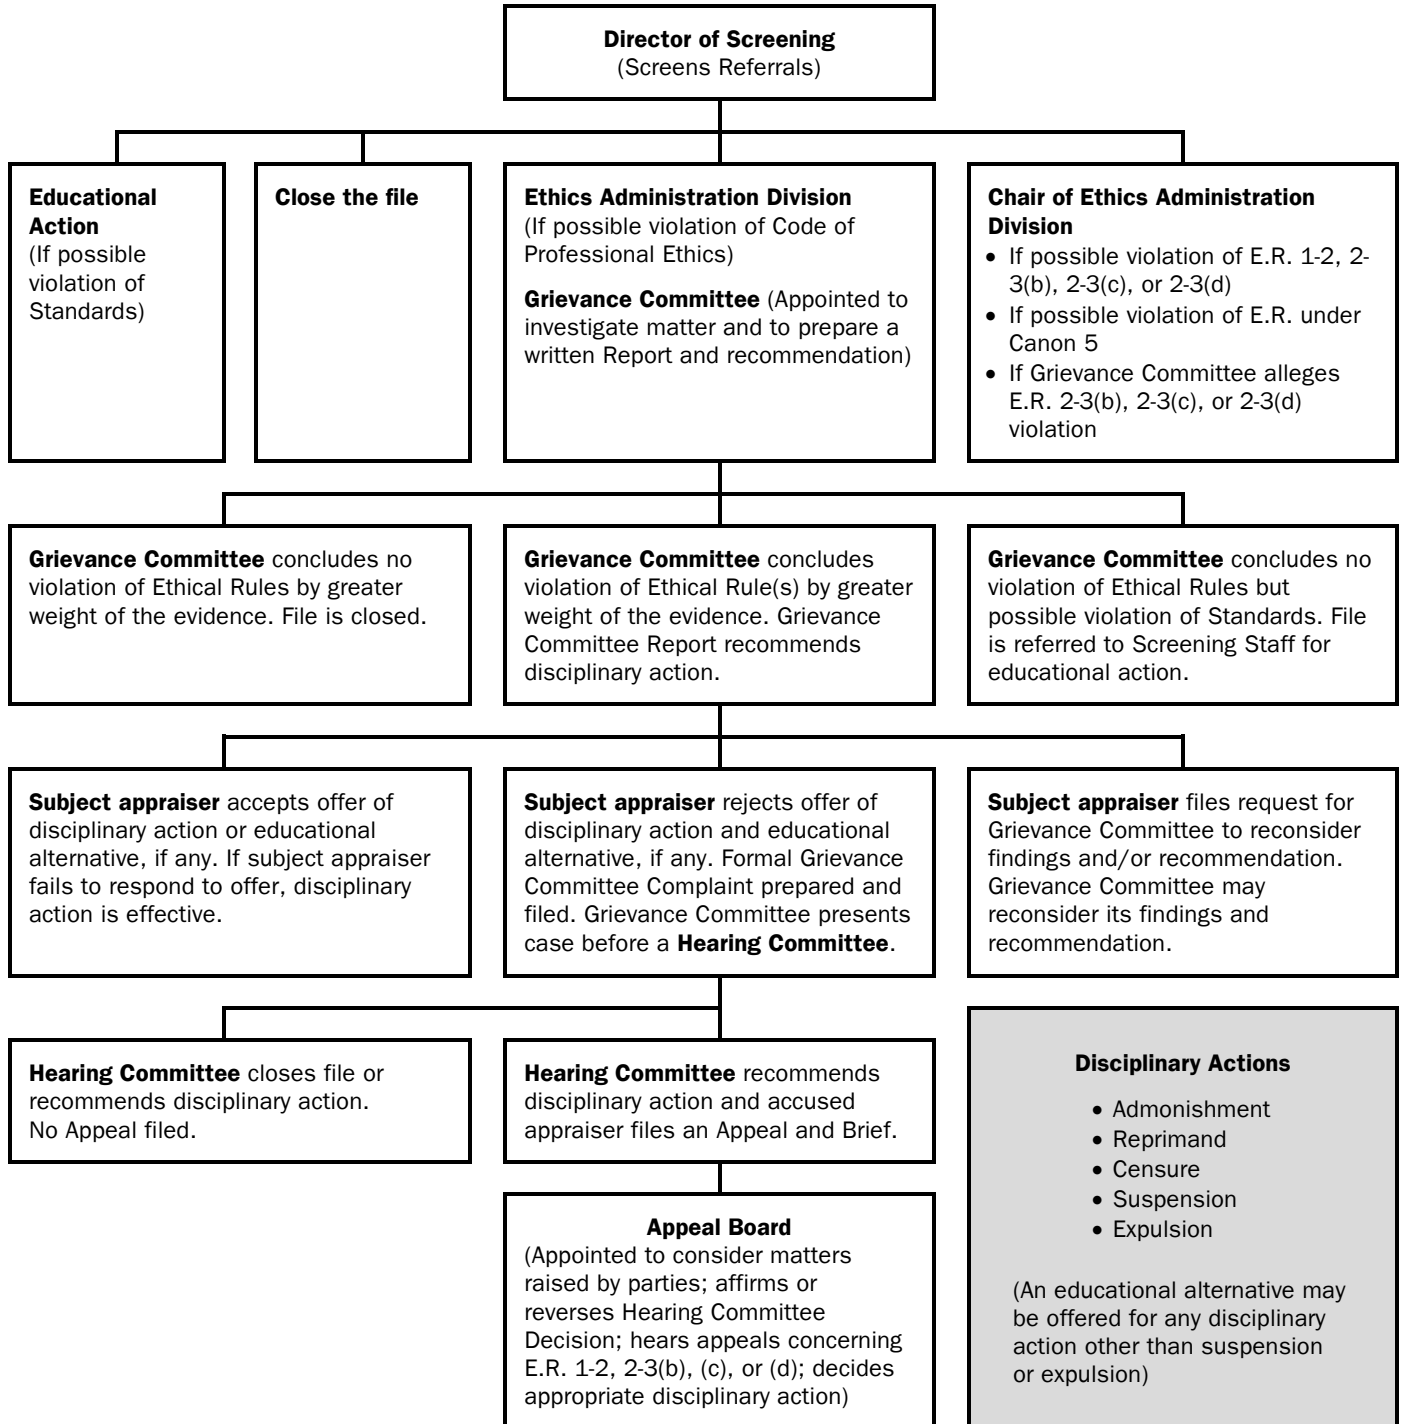 Director of Screening
(Screens Referrals)
Educational
Action
(If possible
violation of
Standards)
Close the file
Ethics Administration Division
(If possible violation of Code of
Professional Ethics)
Grievance Committee (Appointed to
investigate matter and to prepare a
written Report and recommendation)
Chair of Ethics Administration
Division
• If possible violation of E.R. 1-2, 2-
3(b), 2-3(c), or 2-3(d)
• If possible violation of E.R. under
Canon 5
• If Grievance Committee alleges
E.R. 2-3(b), 2-3(c), or 2-3(d)
violation
Grievance Committee concludes no
violation of Ethical Rules by greater
weight of the evidence. File is closed.
Grievance Committee concludes
violation of Ethical Rule(s) by greater
weight of the evidence. Grievance
Committee Report recommends
disciplinary action.
Grievance Committee concludes no
violation of Ethical Rules but
possible violation of Standards. File
is referred to Screening Staff for
educational action.
Subject appraiser accepts offer of
disciplinary action or educational
alternative, if any. If subject appraiser
fails to respond to offer, disciplinary
action is effective.
Subject appraiser rejects offer of
disciplinary action and educational
alternative, if any. Formal Grievance
Committee Complaint prepared and
filed. Grievance Committee presents
case before a Hearing Committee.
Subject appraiser files request for
Grievance Committee to reconsider
findings and/or recommendation.
Grievance Committee may
reconsider its findings and
recommendation.
Hearing Committee closes file or
recommends disciplinary action.
No Appeal filed.
Hearing Committee recommends
disciplinary action and accused
appraiser files an Appeal and Brief.
Appeal Board
(Appointed to consider matters
raised by parties; affirms or
reverses Hearing Committee
Decision; hears appeals concerning
E.R. 1-2, 2-3(b), (c), or (d); decides
appropriate disciplinary action)
Disciplinary Actions
• Admonishment
• Reprimand
• Censure
• Suspension
• Expulsion
(An educational alternative may
be offered for any disciplinary
action other than suspension
or expulsion)